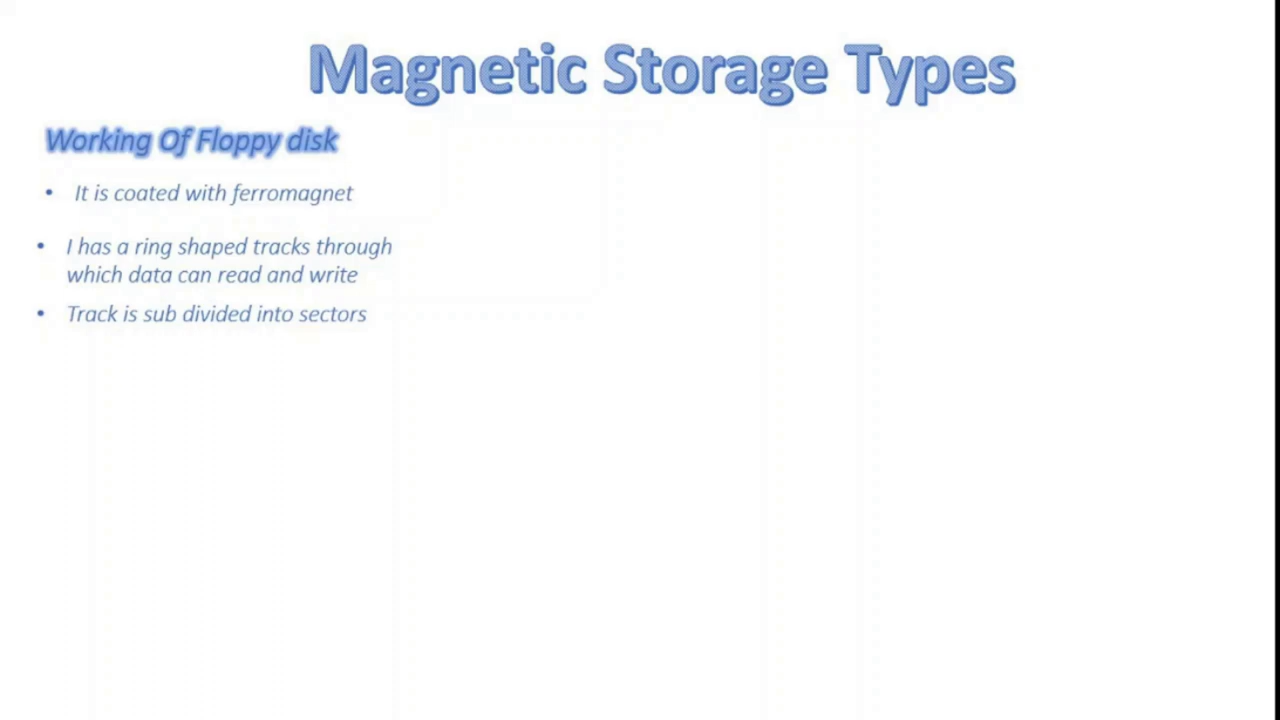 Magnetic Storage Types
Working Of Floppy disk
• It is coated with ferromagnet
• I has a ring shaped tracks through
which data can read and write
• Track is sub divided into sectors